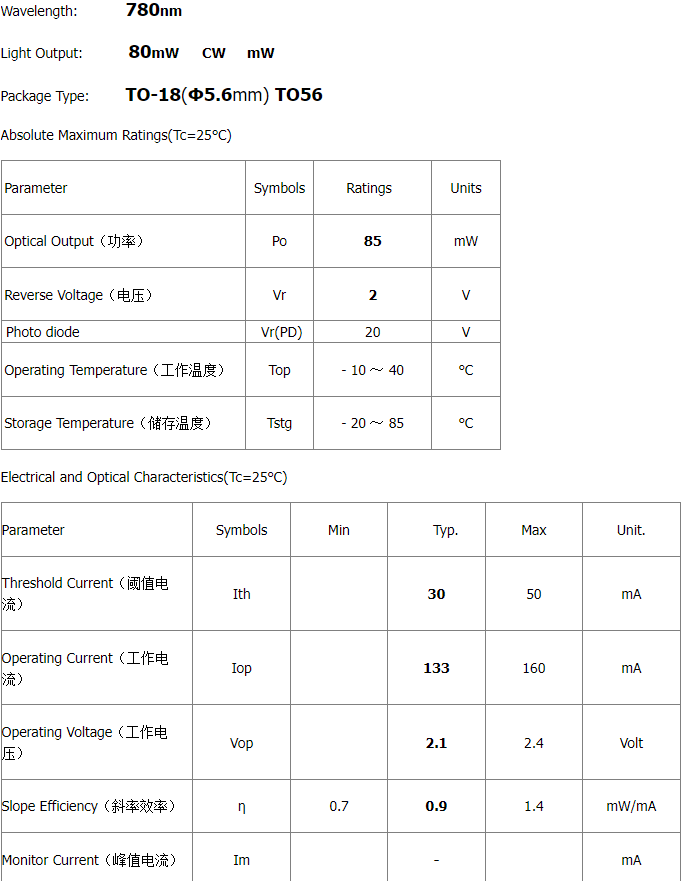 Wavelength: 780nm
Light Output: 80mW CW mW
Package Type: TO-18(Φ5.6mm) TO56
Absolute Maximum Ratings(Tc=25°C)
Parameter Symbols Ratings Units
Optical Output（功率） Po 85 mW
Reverse Voltage（电压） Vr 2 V
Photo diode Vr(PD) 20 V
Operating Temperature（工作温度） Top - 10 ～ 40 °C
Storage Temperature（储存温度） Tstg - 20 ～ 85 °C
Electrical and Optical Characteristics(Tc=25°C)
Parameter Symbols Min Typ. Max Unit.
Threshold Current（阈值电
流） Ith 30 50 mA
Operating Current（工作电
流） Iop 133 160 mA
Operating Voltage（工作电
压） Vop 2.1 2.4 Volt
Slope Efficiency（斜率效率） η 0.7 0.9 1.4 mW/mA
Monitor Current（峰值电流） Im - mA